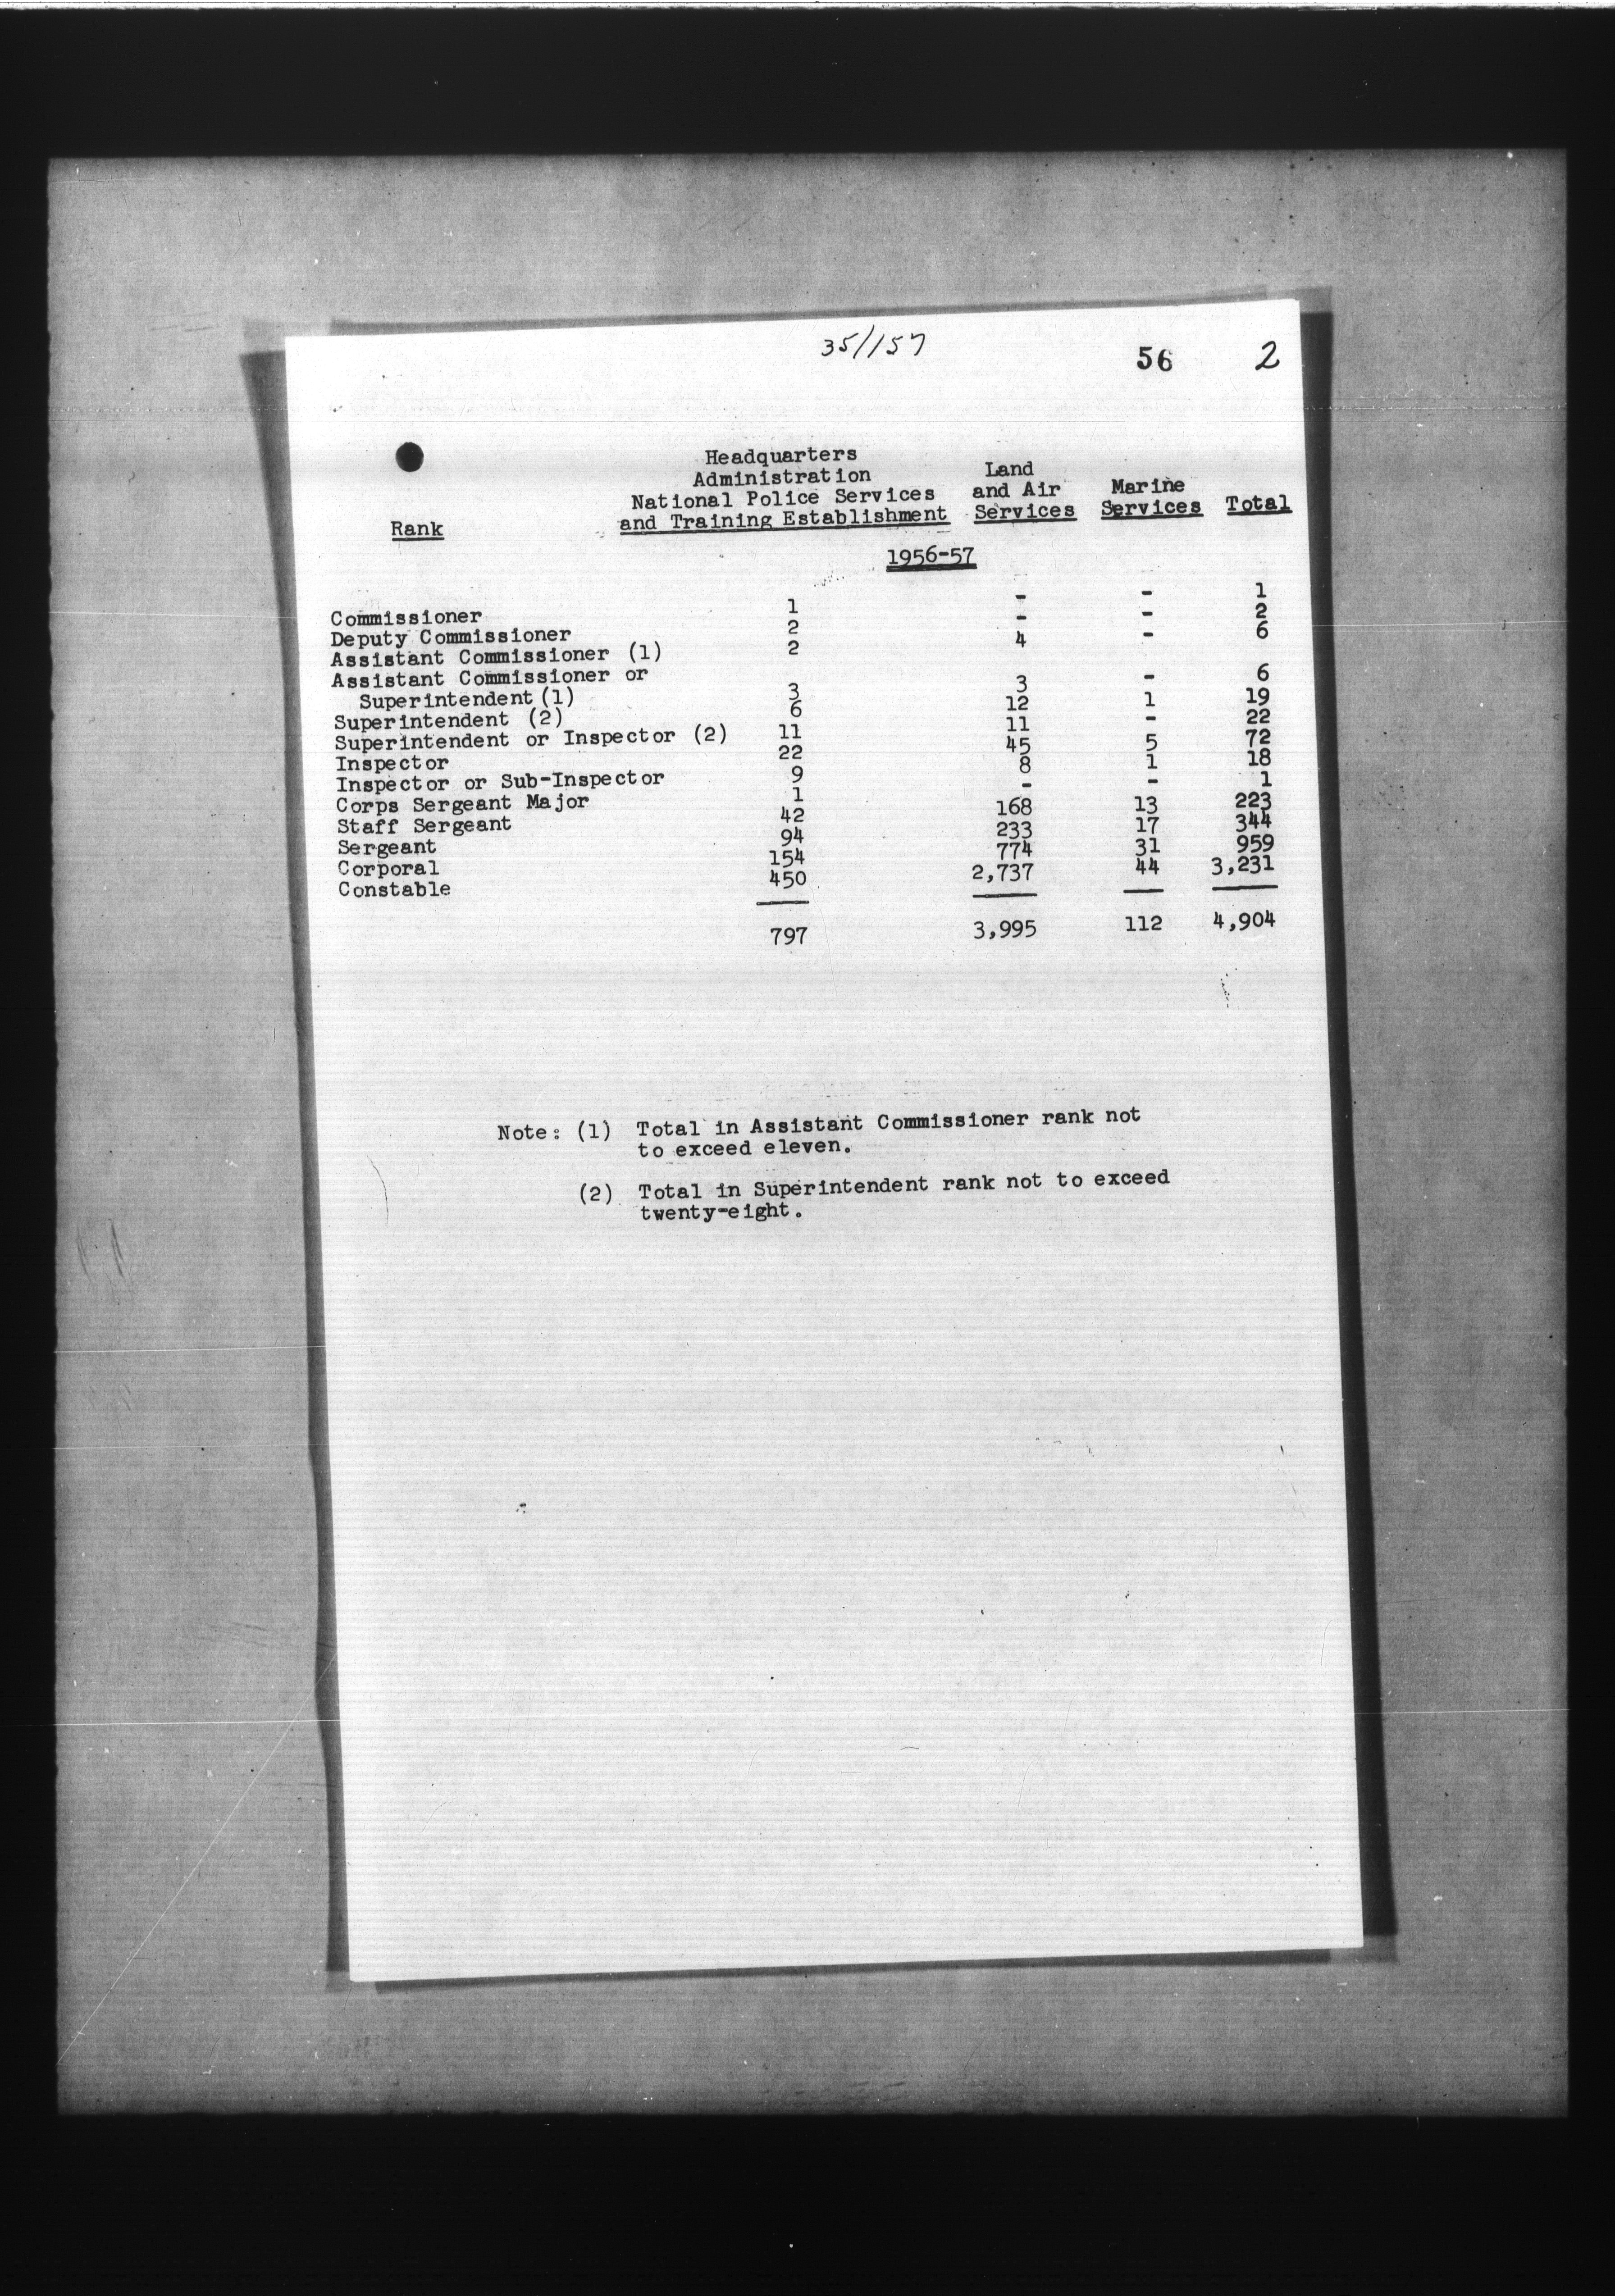 35/157
56 2
Headquarters
Administration Land
National Police Services and Air Marine
Rank and Training Establishment Services Services Total
1956-57
Commissioner 1 - - 1
Deputy Commissioner 2 - - 2
Assistant Commissioner (1) 2 4 - 6
Assistant Commissioner or
Superintendent (1) 3 3 - 6
Superintendent (2) 6 12 1 19
Superintendent or Inspector (2) 11 11 - 22
Inspector 22 45 5 72
Inspector or Sub-Inspector 9 8 1 18
Corps Sergeant Major 1 - - 1
Staff Sergeant 42 168 13 223
Sergeant 94 233 17 344
Corporal 154 774 31 959
Constable 450 2,737 44 3,231
797 3,995 112 4,904
Note: (1) Total in Assistant Commissioner rank not
to exceed eleven.
(2) Total in Superintendent rank not to exceed
twenty-eight.